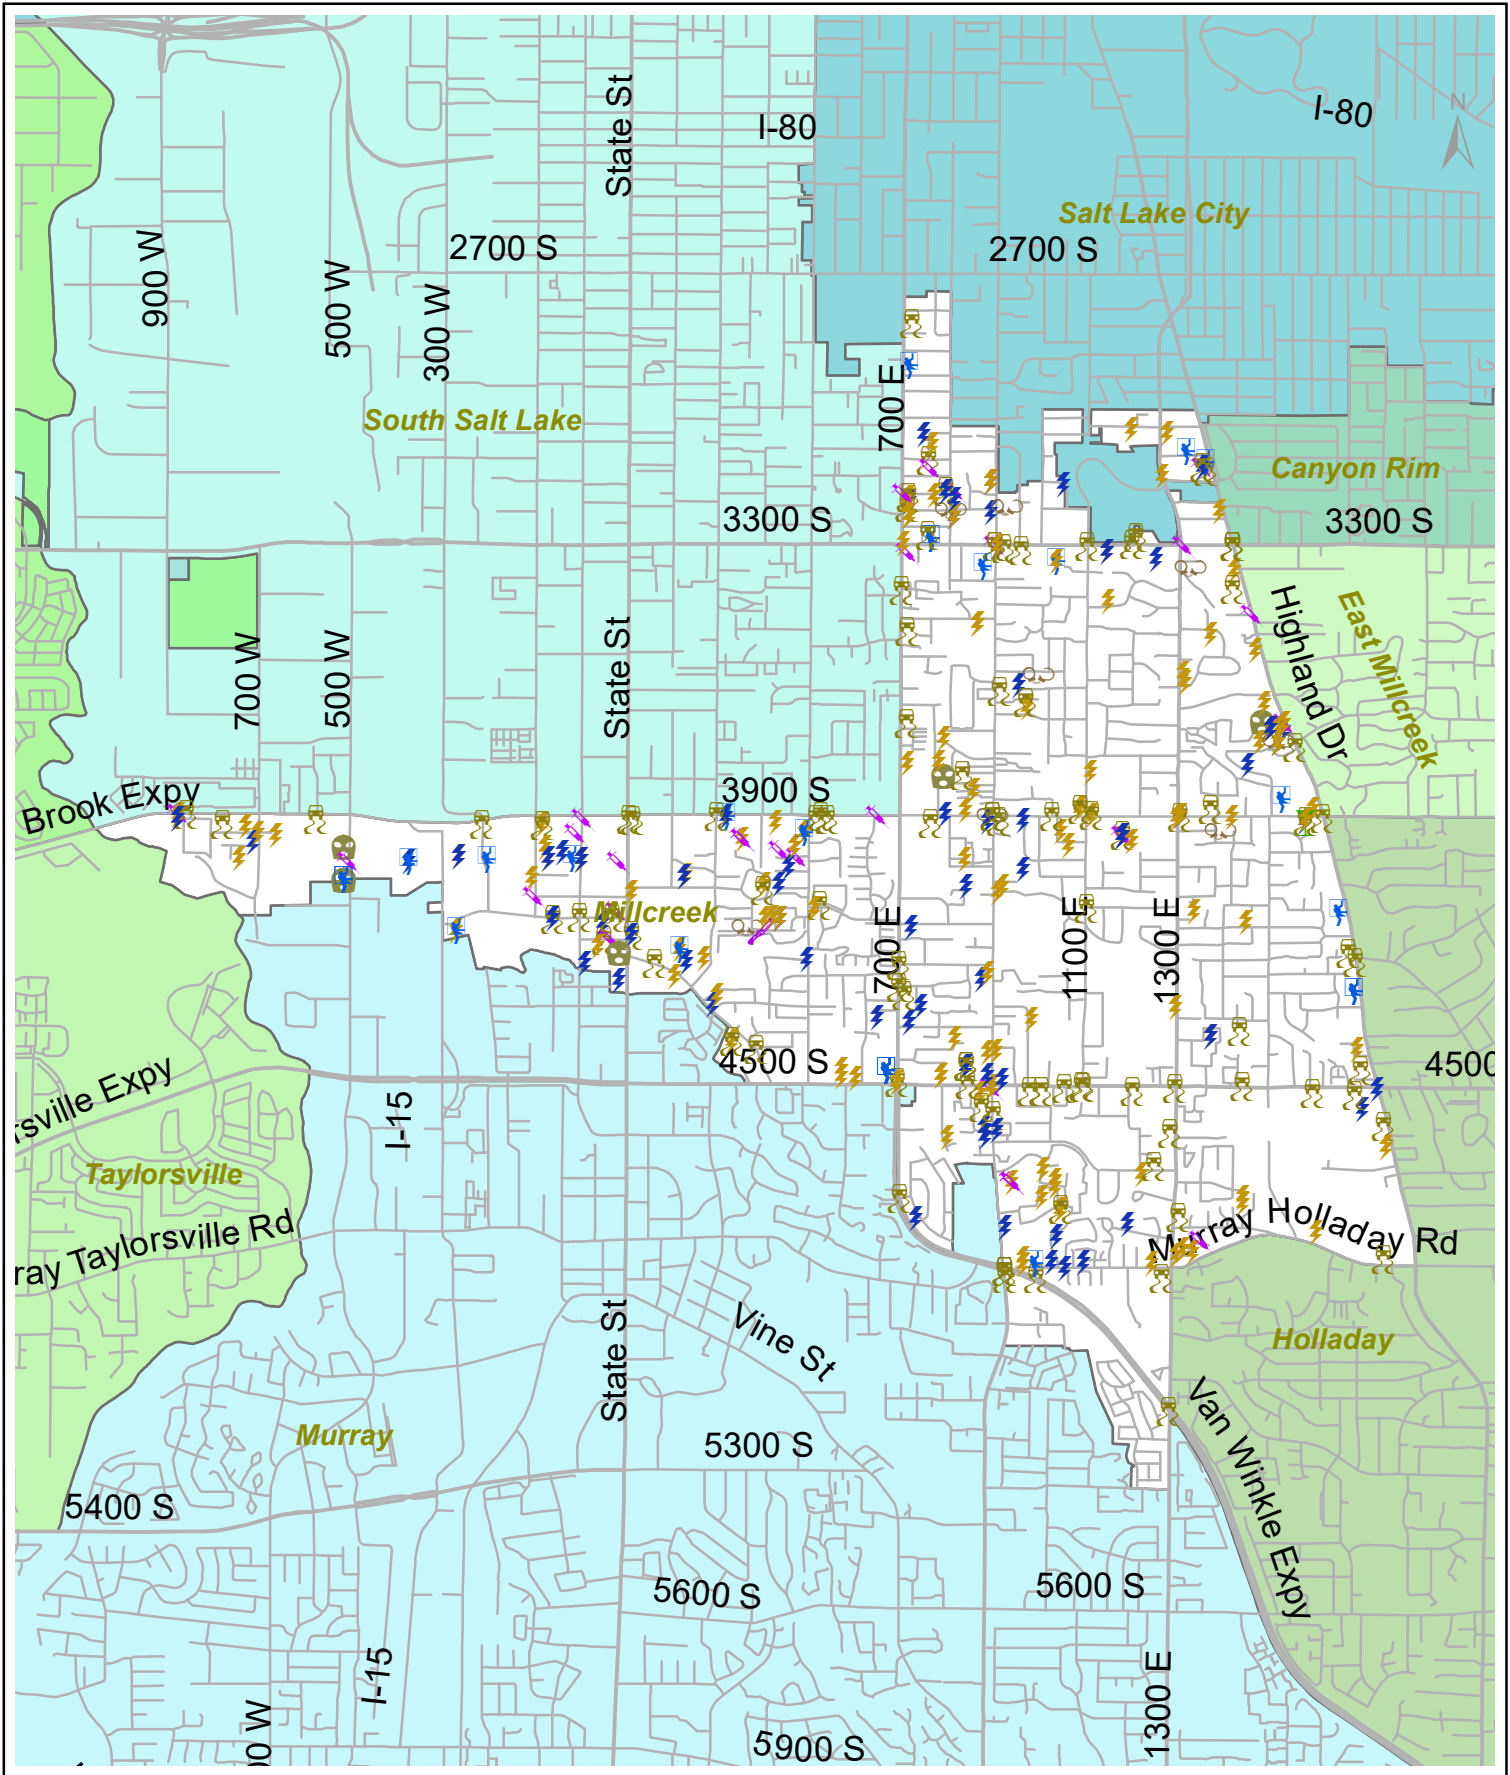 State St
I-80
I-80
N
Salt Lake City
900 W
2700 S
2700 S
500 W
300 W
700 E
South Salt Lake
Canyon Rim
3300 S
3300 S
Highland Dr
East Millcreek
700 W
500 W
State St
Brook Expy
3900 S
Millcreek
700 E
1100 E
1300 E
4500 S
4500
rsville Expy
I-15
Taylorsville
ray Taylorsville Rd
Murray Holladay Rd
State St
Vine St
Holladay
Murray
5300 S
Van Winkle Expy
5400 S
5600 S
5600 S
I-15
1300 E
00 W
5900 S